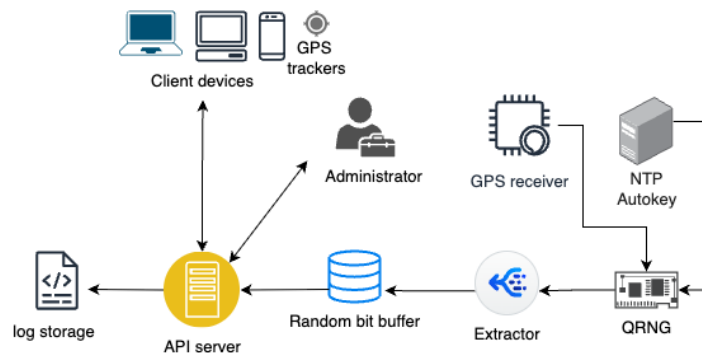 GPS
trackers
Client devices
Administrator
GPS receiver
NTP
Autokey
log storage
API server
Random bit buffer
Extractor
QRNG